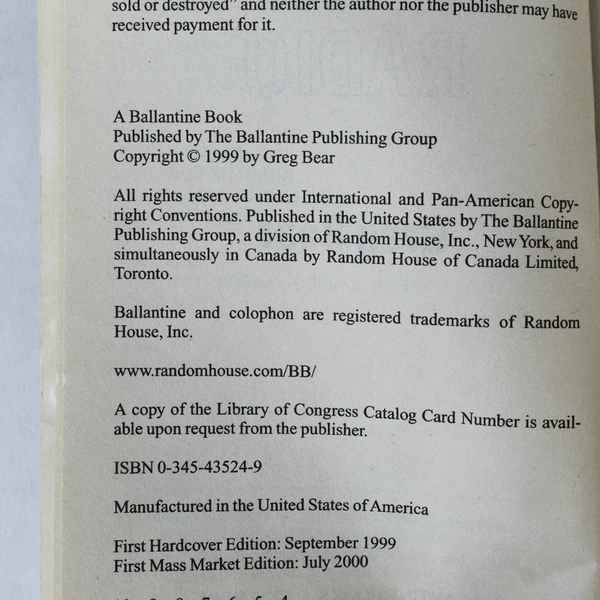 sold or destroyed" and neither the author nor the publisher may have
received payment for it.
A Ballantine Book
Published by The Ballantine Publishing Group
Copyright © 1999 by Greg Bear
All rights reserved under International and Pan-American Copy-
right Conventions. Published in the United States by The Ballantine
Publishing Group, a division of Random House, Inc., New York, and
simultaneously in Canada by Random House of Canada Limited,
Toronto.
Ballantine and colophon are registered trademarks of Random
House, Inc.
www.randomhouse.com/BB/
A copy of the Library of Congress Catalog Card Number is avail-
able upon request from the publisher.
ISBN 0-345-43524-9
Manufactured in the United States of America
First Hardcover Edition: September 1999
First Mass Market Edition: July 2000